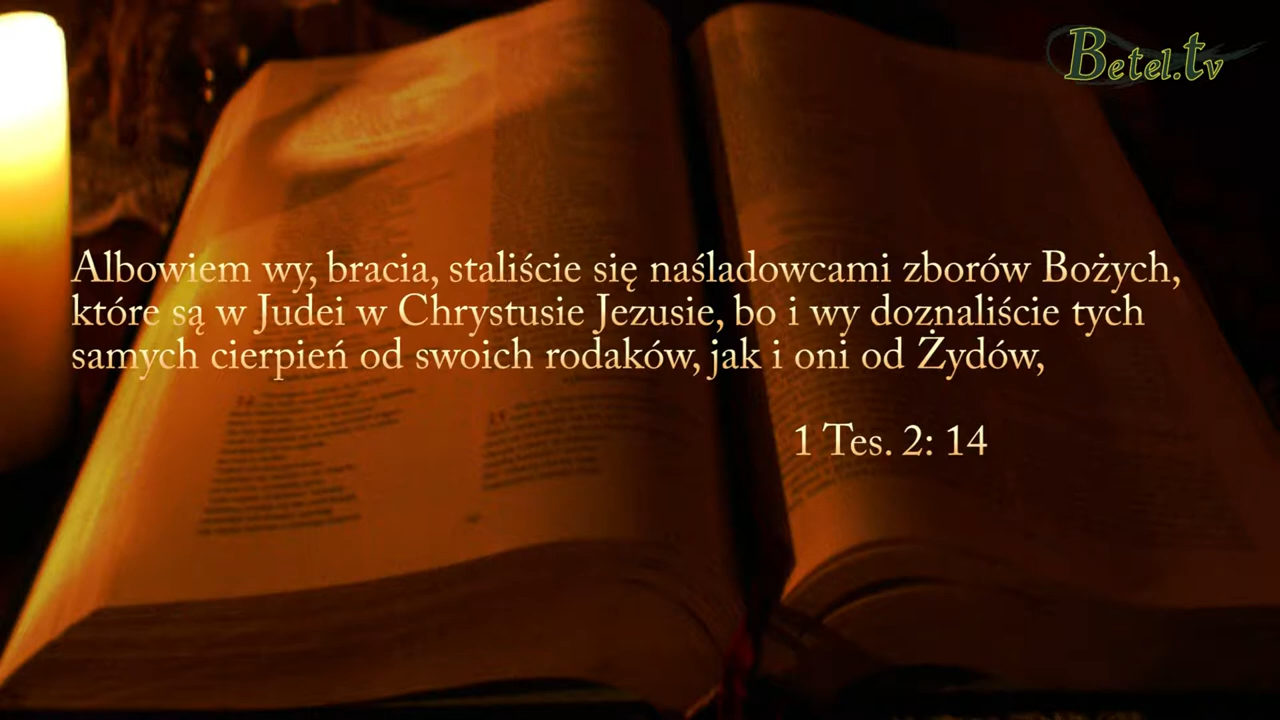 Betel.tv
Albowiem wy, bracia, staliście się naśladowcami zborów Bożych,
które są w Judei w Chrystusie Jezusie, bo i wy doznaliście tych
samych cierpień od swoich rodaków, jak i oni od Żydów,
1 Tes. 2: 14